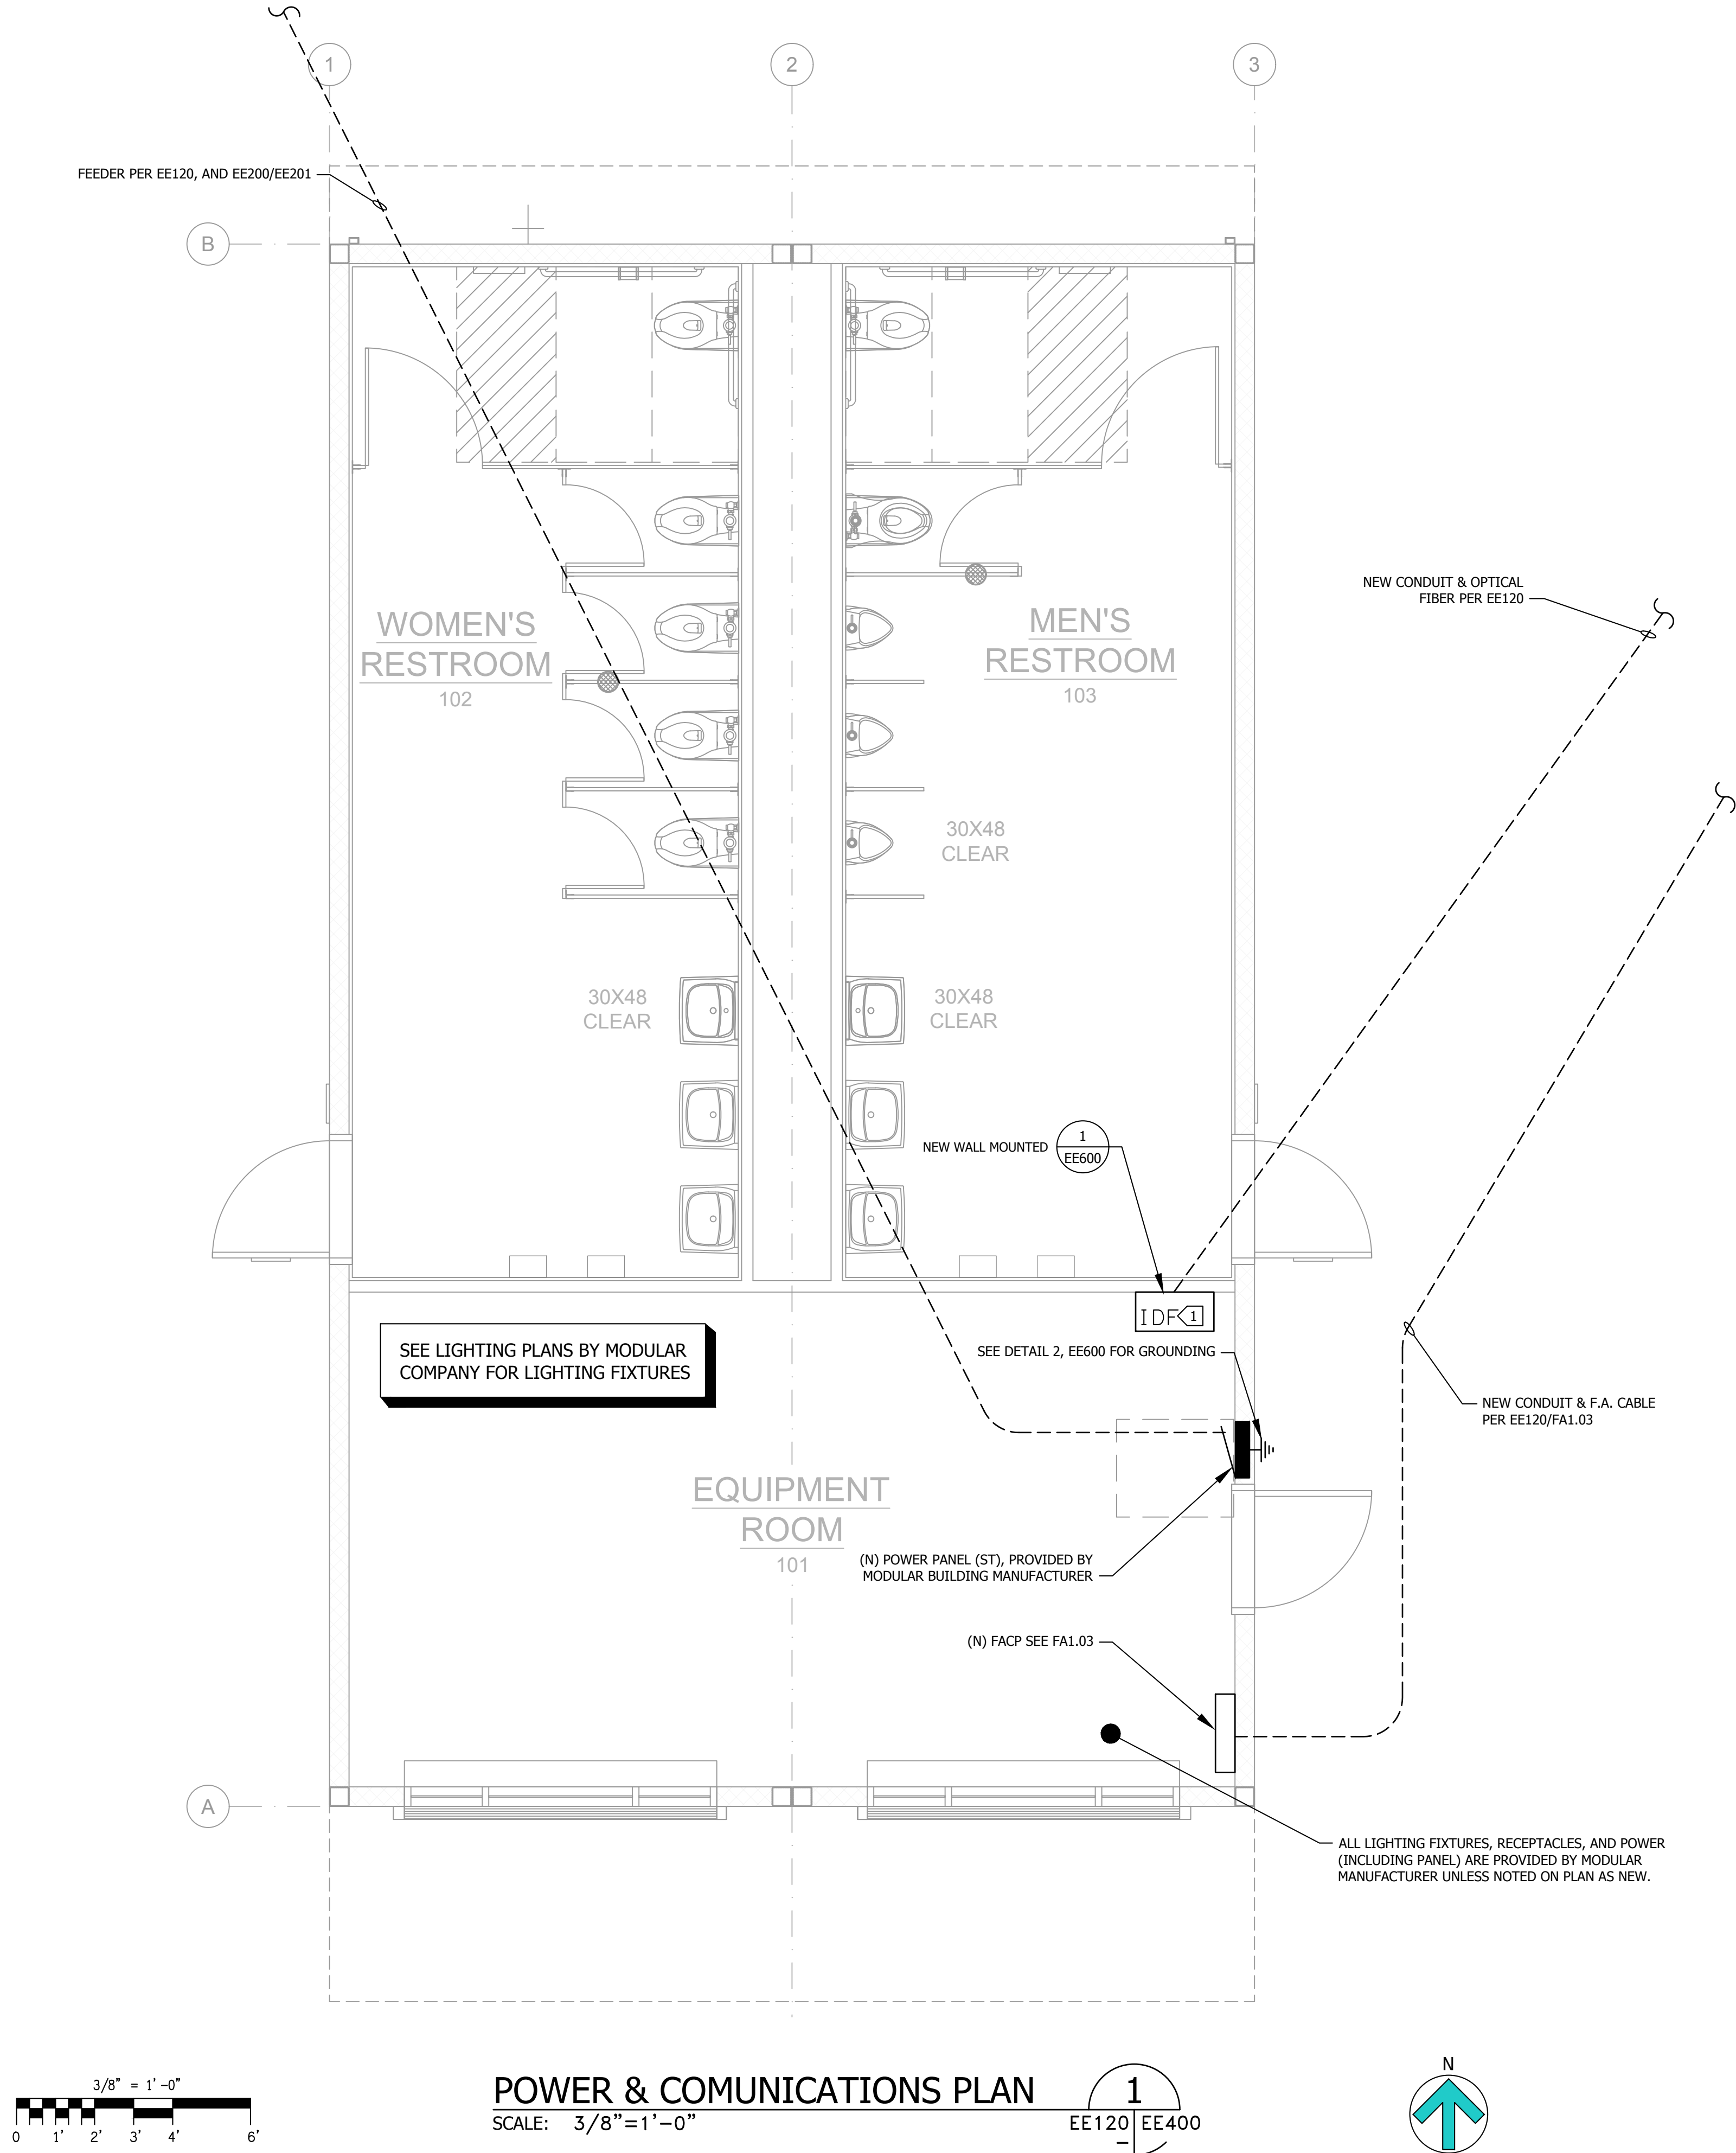 1
2
3
FEEDER PER EE120, AND EE200/EE201
B
WOMEN'S
RESTROOM
102
MEN'S
RESTROOM
103
NEW CONDUIT & OPTICAL
FIBER PER EE120
30X48
CLEAR
30X48
CLEAR
30X48
CLEAR
NEW WALL MOUNTED
1
EE600
IDF 1
SEE LIGHTING PLANS BY MODULAR
COMPANY FOR LIGHTING FIXTURES
SEE DETAIL 2, EE600 FOR GROUNDING
NEW CONDUIT & F.A. CABLE
PER EE120/FA1.03
EQUIPMENT
ROOM
101
(N) POWER PANEL (ST), PROVIDED BY
MODULAR BUILDING MANUFACTURER
(N) FACP SEE FA1.03
A
ALL LIGHTING FIXTURES, RECEPTACLES, AND POWER
(INCLUDING PANEL) ARE PROVIDED BY MODULAR
MANUFACTURER UNLESS NOTED ON PLAN AS NEW.
3/8" = 1'-0"
0 1' 2' 3' 4' 6'
POWER & COMUNICATIONS PLAN
SCALE: 3/8"=1'-0"
1
EE120 EE400
–
N